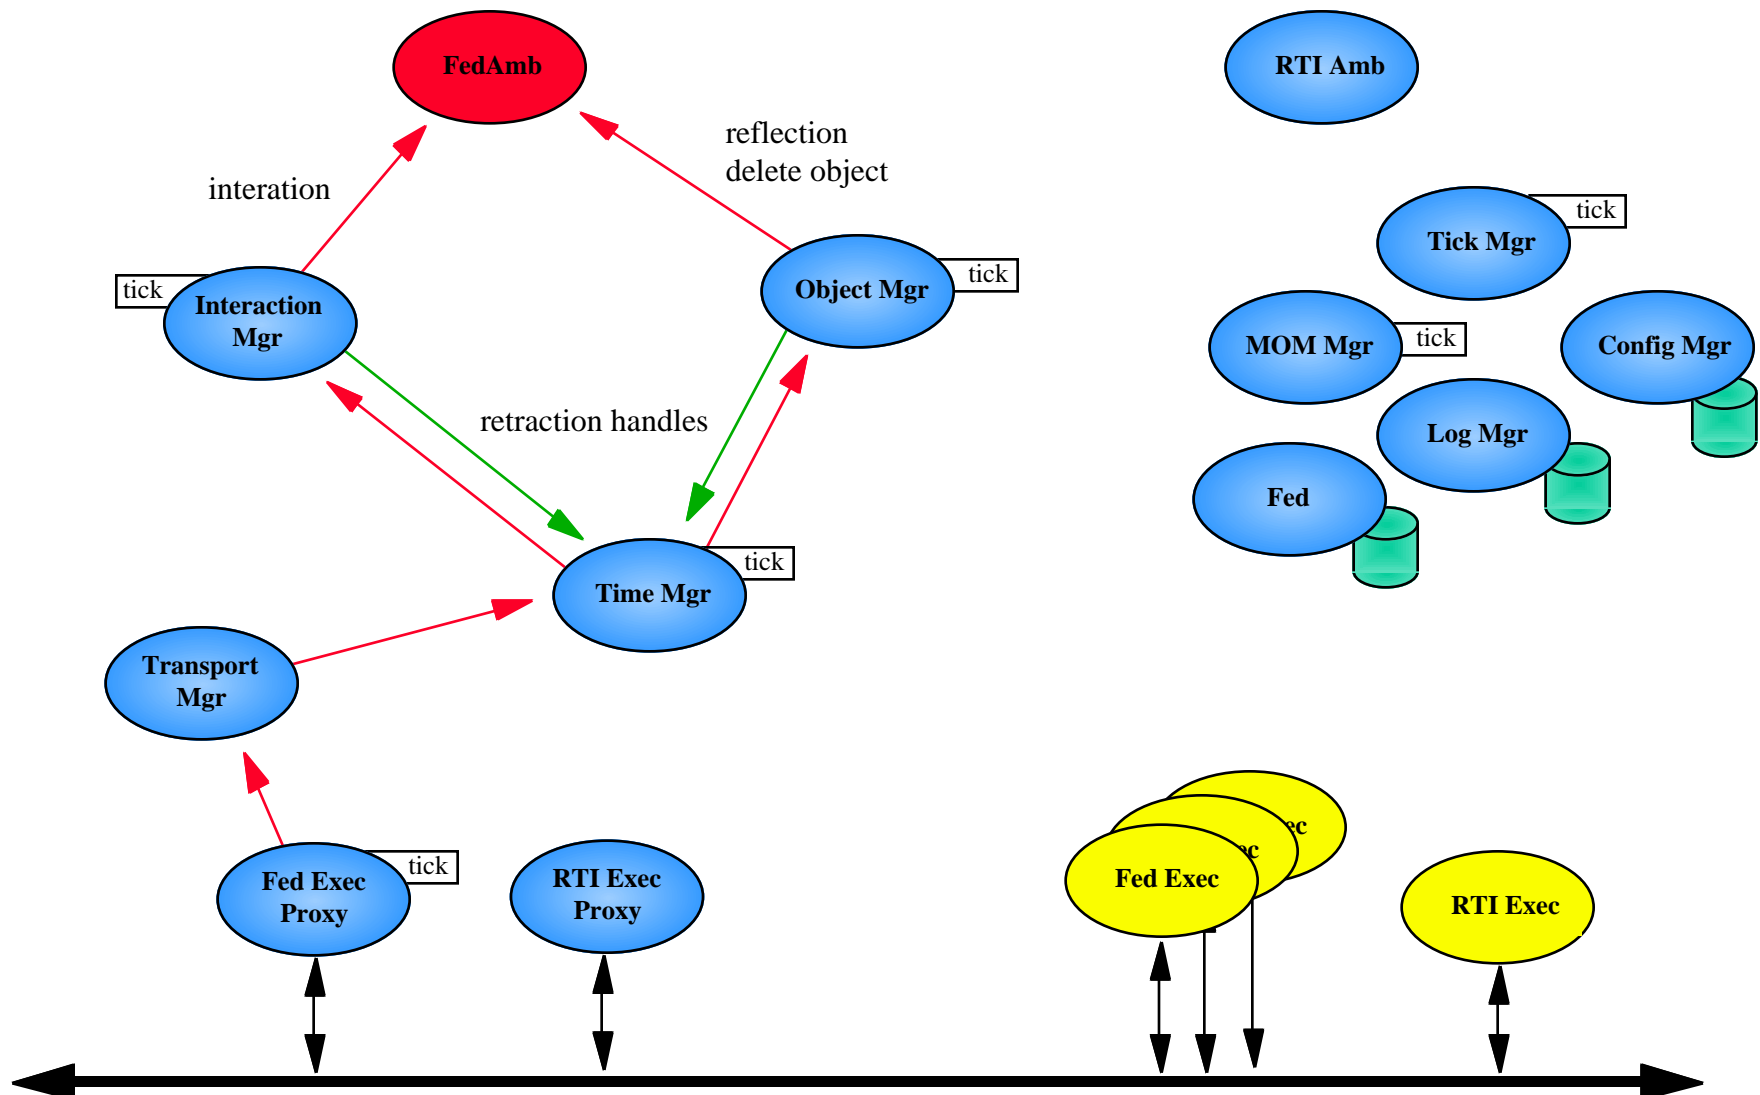 FedAmb
RTI Amb
reflection
delete object
interation
tick
Tick Mgr
tick
Interaction
Mgr
Object Mgr
tick
MOM Mgr
tick
Config Mgr
retraction handles
Log Mgr
Fed
Time Mgr
tick
Transport
Mgr
Fed Exec
Proxy
tick
RTI Exec
Proxy
ec
ec
Fed Exec
RTI Exec